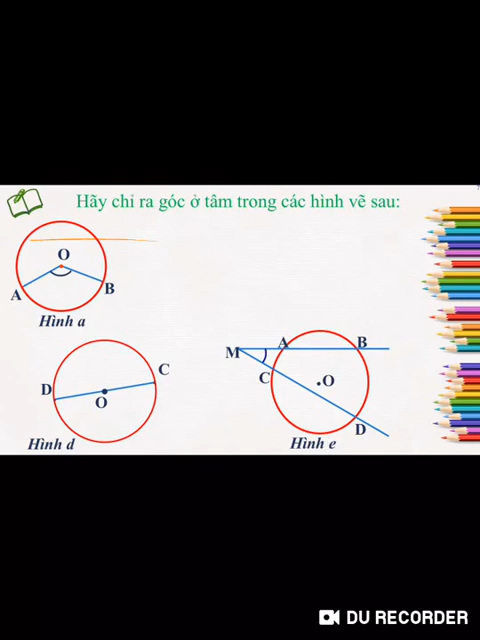 Hãy chỉ ra góc ở tâm trong các hình vẽ sau:
O
A
B
Hình a
D
O
C
Hình d
M
A
B
C
O
D
Hình e
DU RECORDER